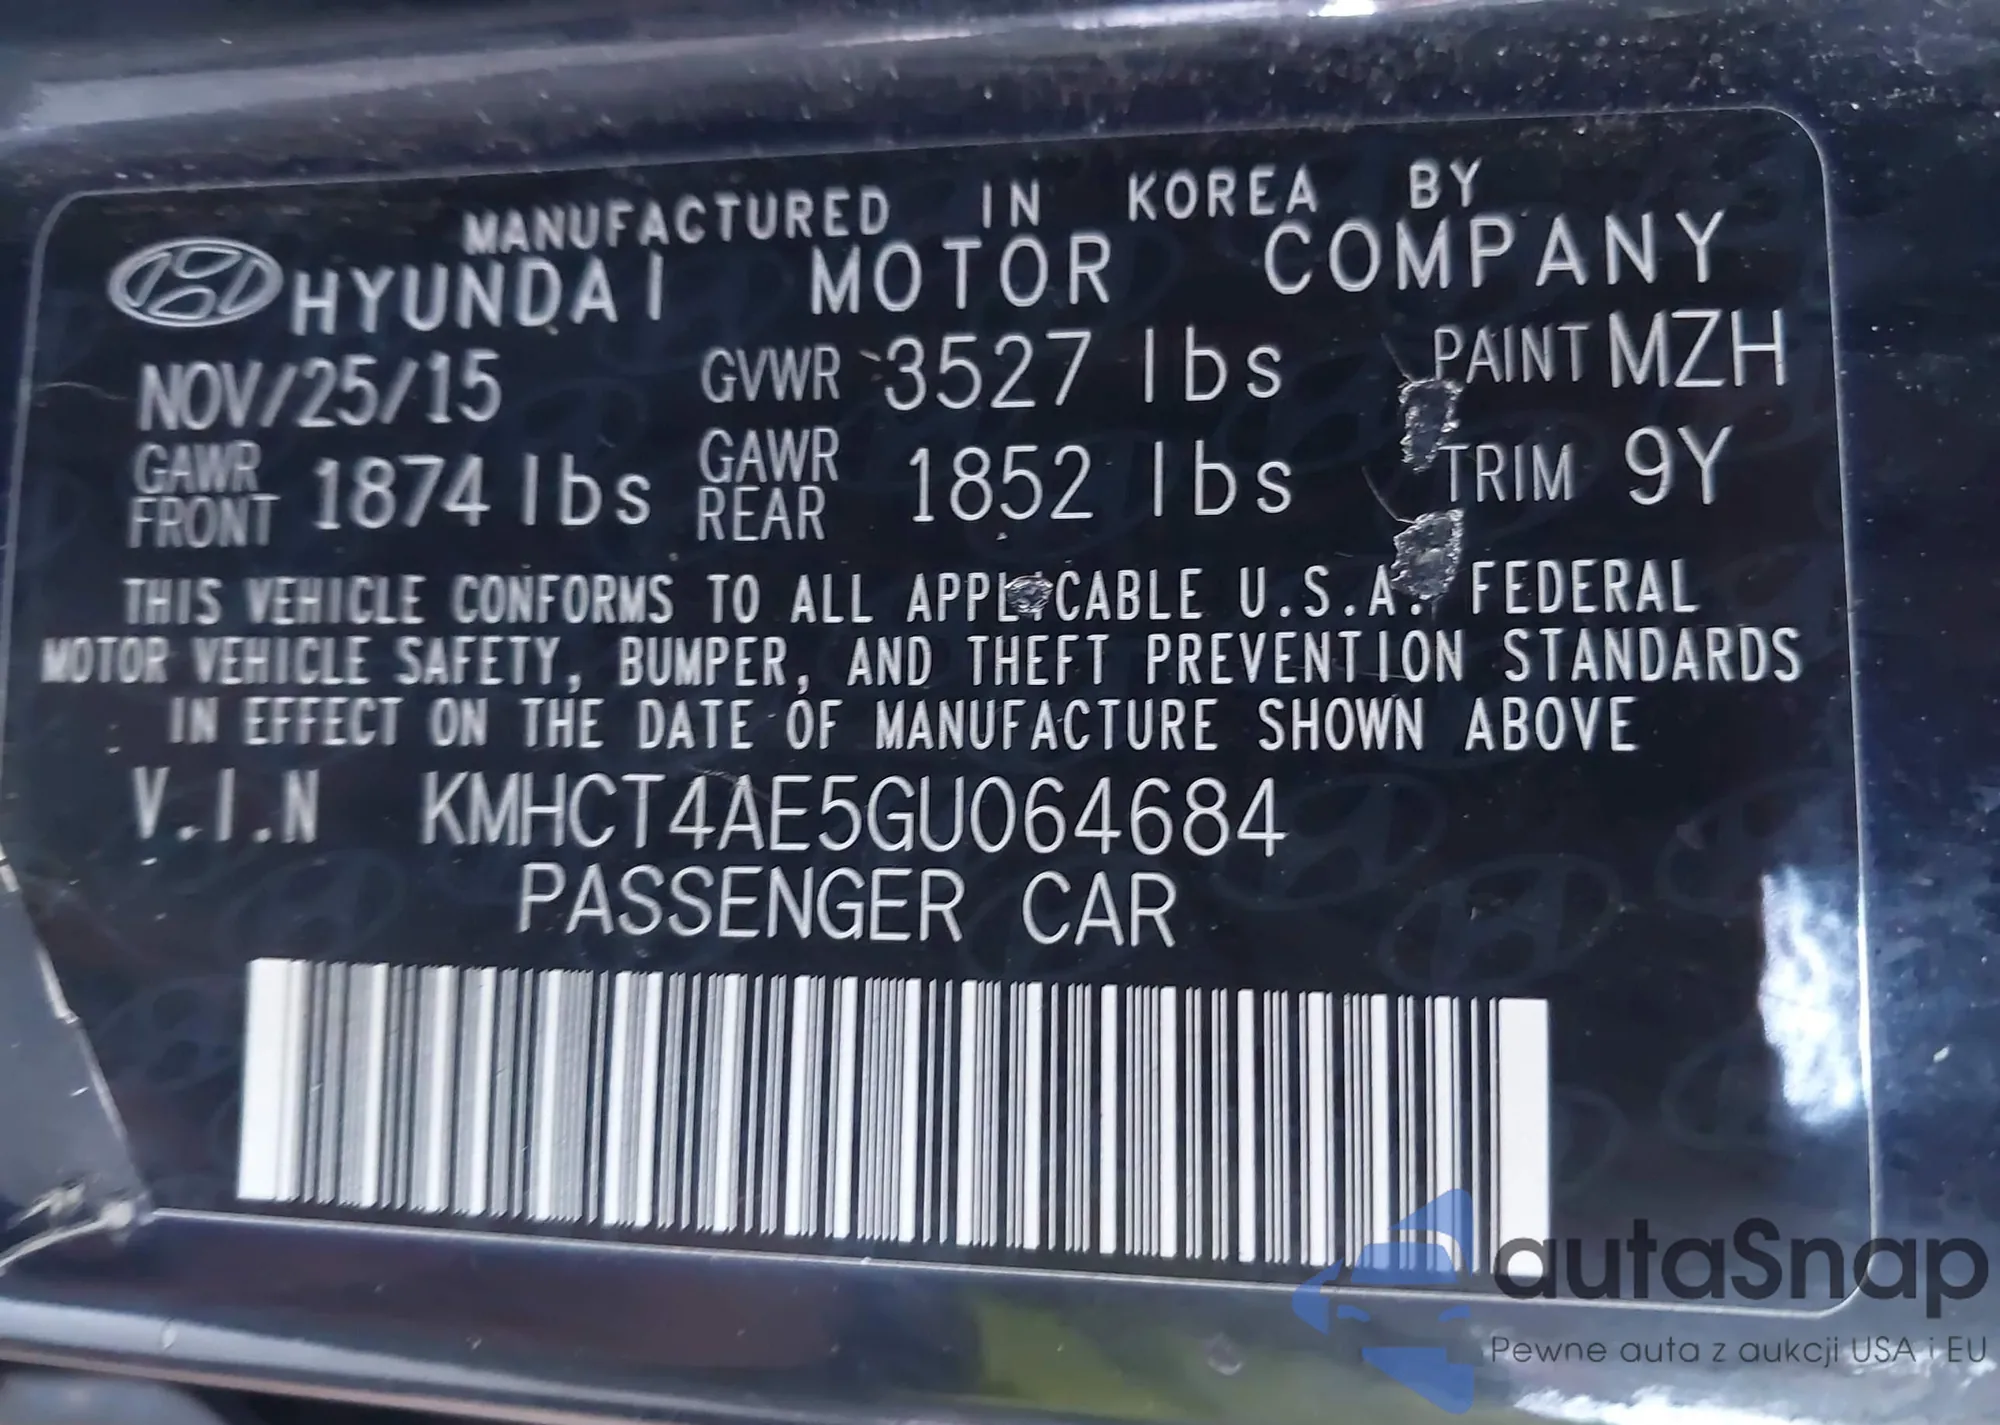 MANUFACTURED IN KOREA BY
HYUNDAI MOTOR COMPANY
NOV/25/15 GVWR 3527 lbs PAINT MZH
GAWR FRONT 1874 lbs GAWR REAR 1852 lbs TRIM 9Y
THIS VEHICLE CONFORMS TO ALL APPLICABLE U.S.A. FEDERAL
MOTOR VEHICLE SAFETY, BUMPER, AND THEFT PREVENTION STANDARDS
IN EFFECT ON THE DATE OF MANUFACTURE SHOWN ABOVE
V.I.N KMHCT4AE5GU064684
PASSENGER CAR
autaSnap
Pewne auta z aukcji USA i EU